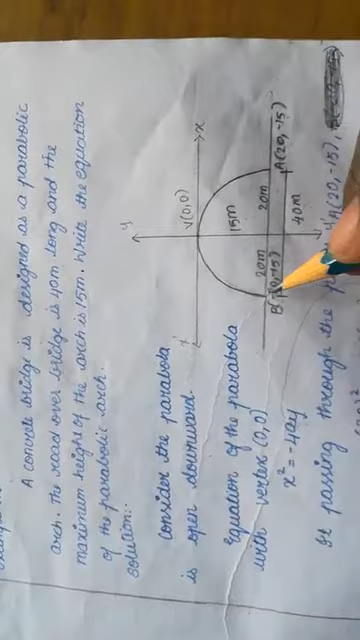 A concrete bridge is designed as a parabolic
arch. The road over bridge is 40m long and the
maximum height of the arch is 15m. Write the equation
of the parabolic arch.
Solution:
Consider the parabola
is open downward.
Equation of the parabola
with vertex (0,0)
x² = -4ay
passing through the
A(20,-15)
y
V(0,0)
x
x'
15m
20m
20m
A(20,-15)
40m